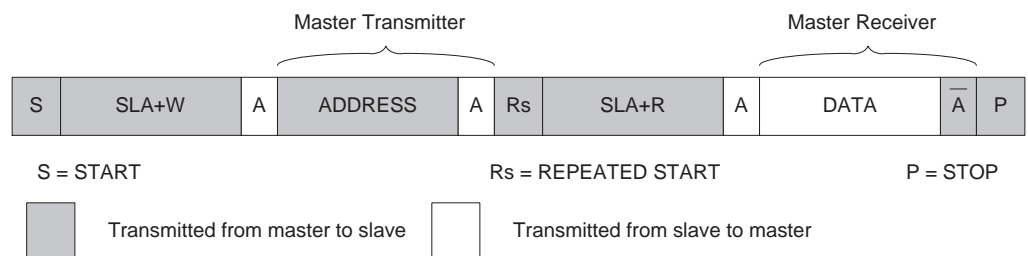 Master Transmitter Master Receiver
S SLA+W A ADDRESS A Rs SLA+R A DATA A̅ P
S = START Rs = REPEATED START P = STOP
Transmitted from master to slave Transmitted from slave to master